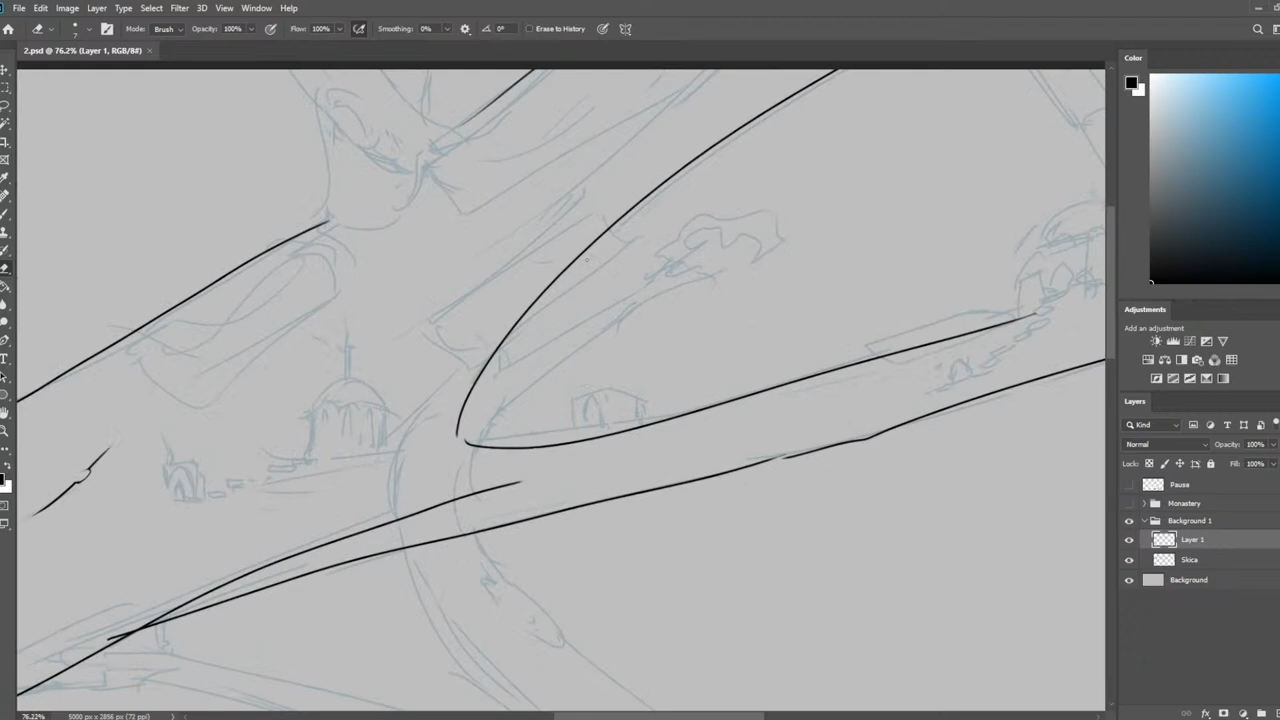 File Edit Image Layer Type Select Filter 3D View Window Help
7 Mode: Brush Opacity: 100% Flow: 100% Smoothing: 0% 0° Erase to History
2.psd @ 76.2% (Layer 1, RGB/8#) ×
Color
Adjustments
Add an adjustment
Layers
Kind
Normal Opacity: 100%
Lock: Fill: 100%
Pausa
Monastery
Background 1
Layer 1
Skica
Background
76.22% 5000 px x 2856 px (72 ppi)